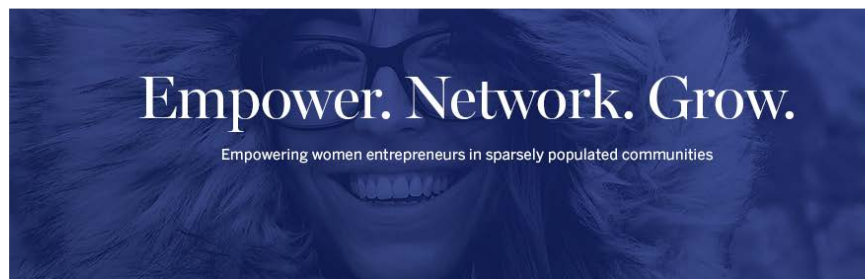 Empower. Network. Grow.
Empowering women entrepreneurs in sparsely populated communities